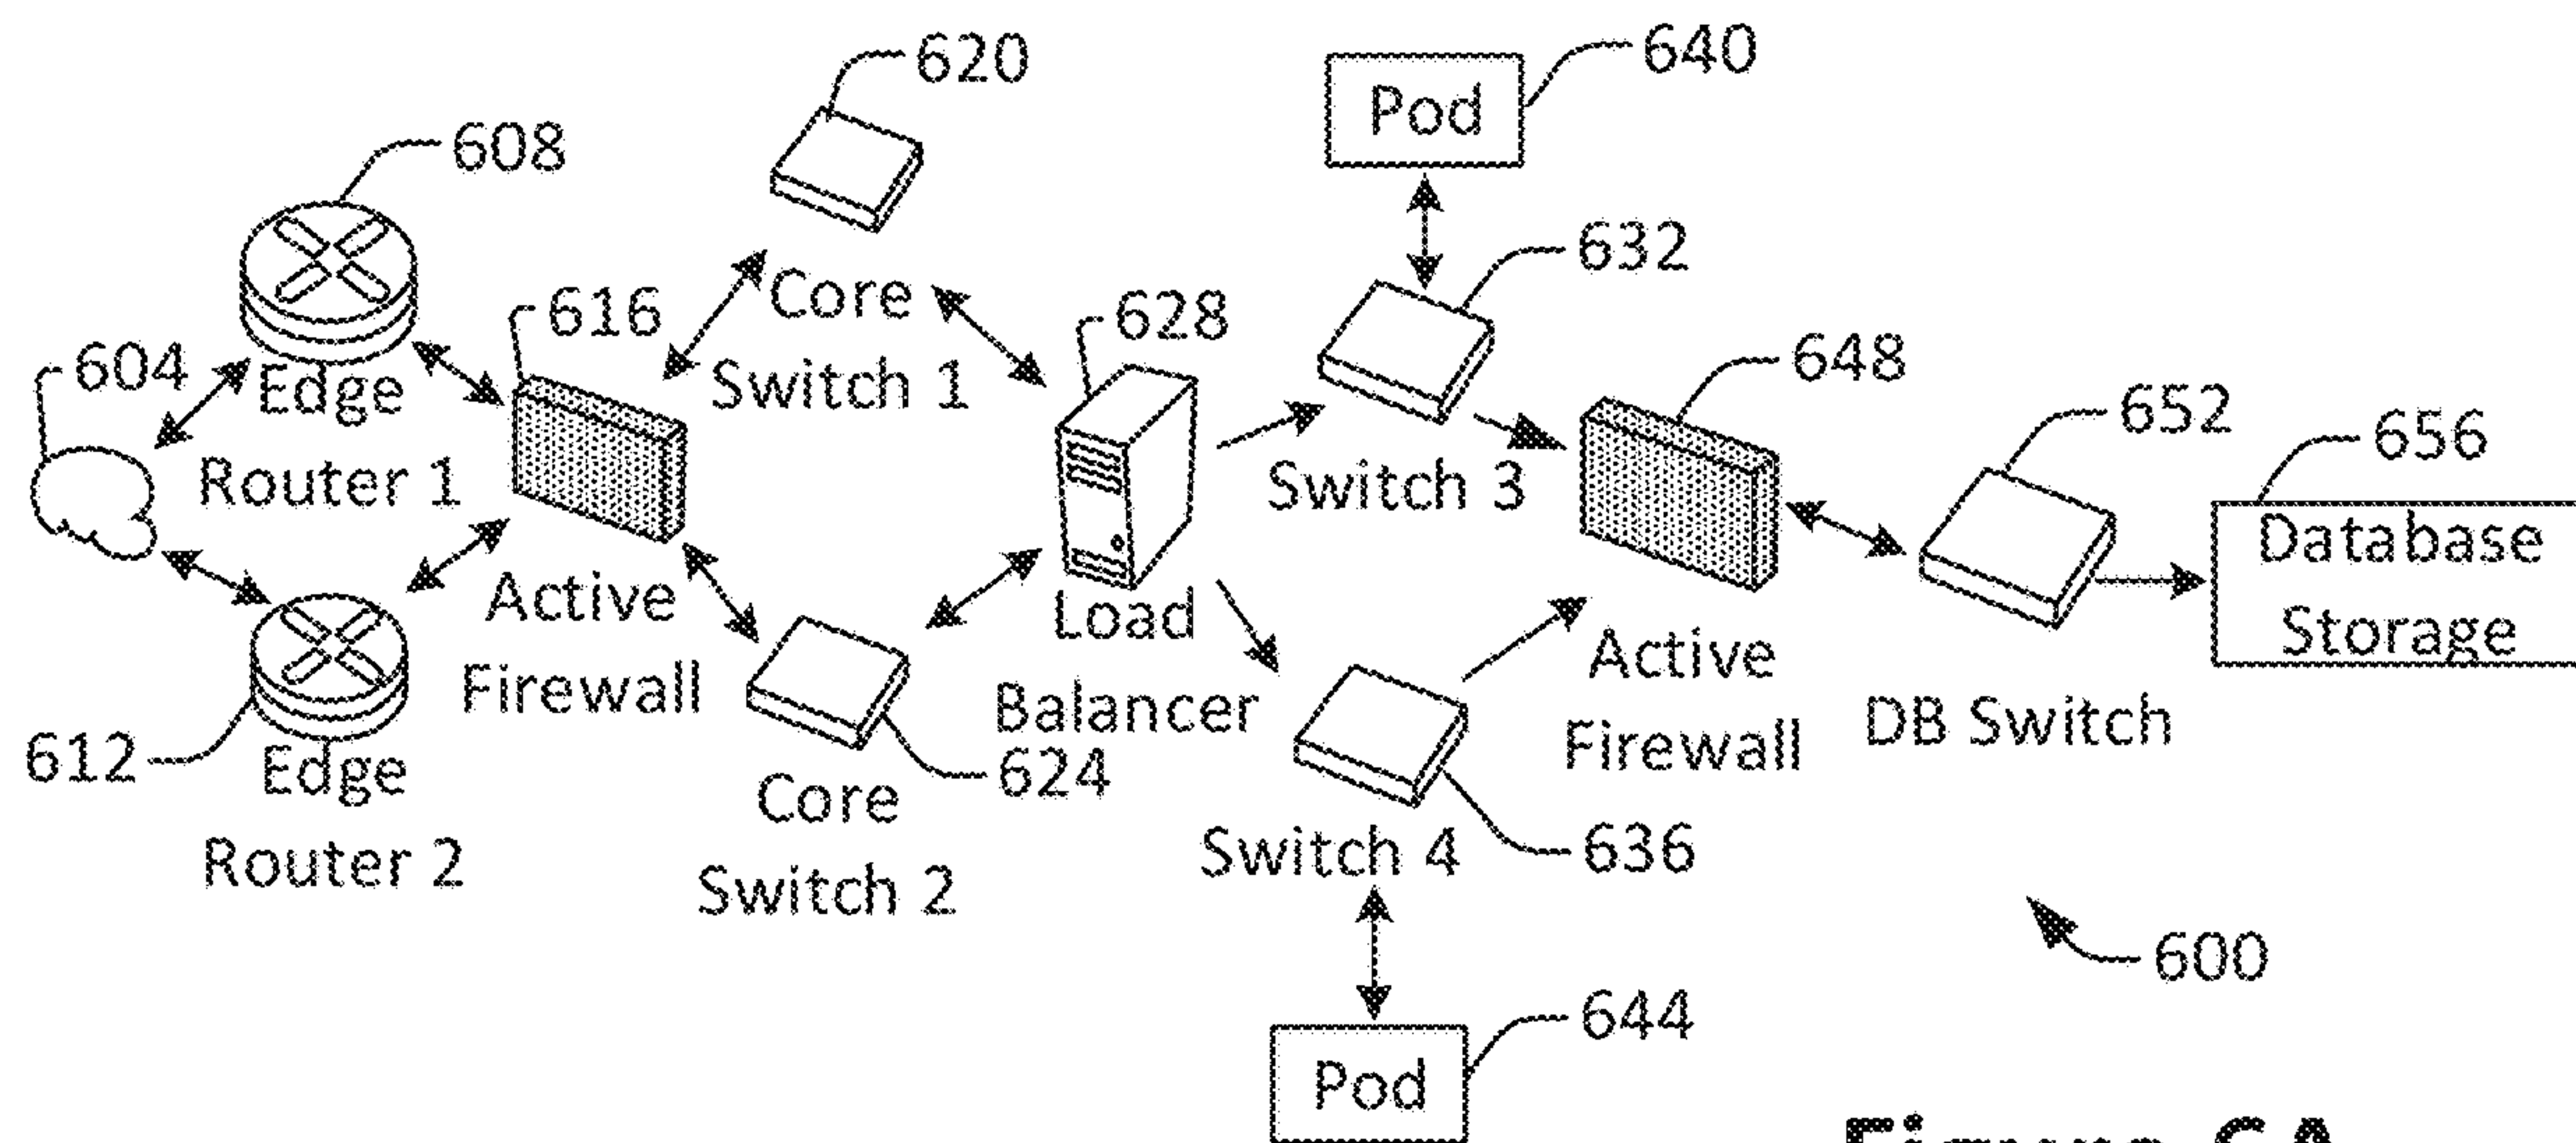 620
640
Pod
608
632
Core
Switch 1
616
628
604
Edge
Router 1
648
Switch 3
652
656
Database
Storage
Active
Firewall
Load
Balancer
Active
Firewall
DB Switch
612
Edge
Router 2
624
Core
Switch 2
Switch 4
636
600
644
Pod